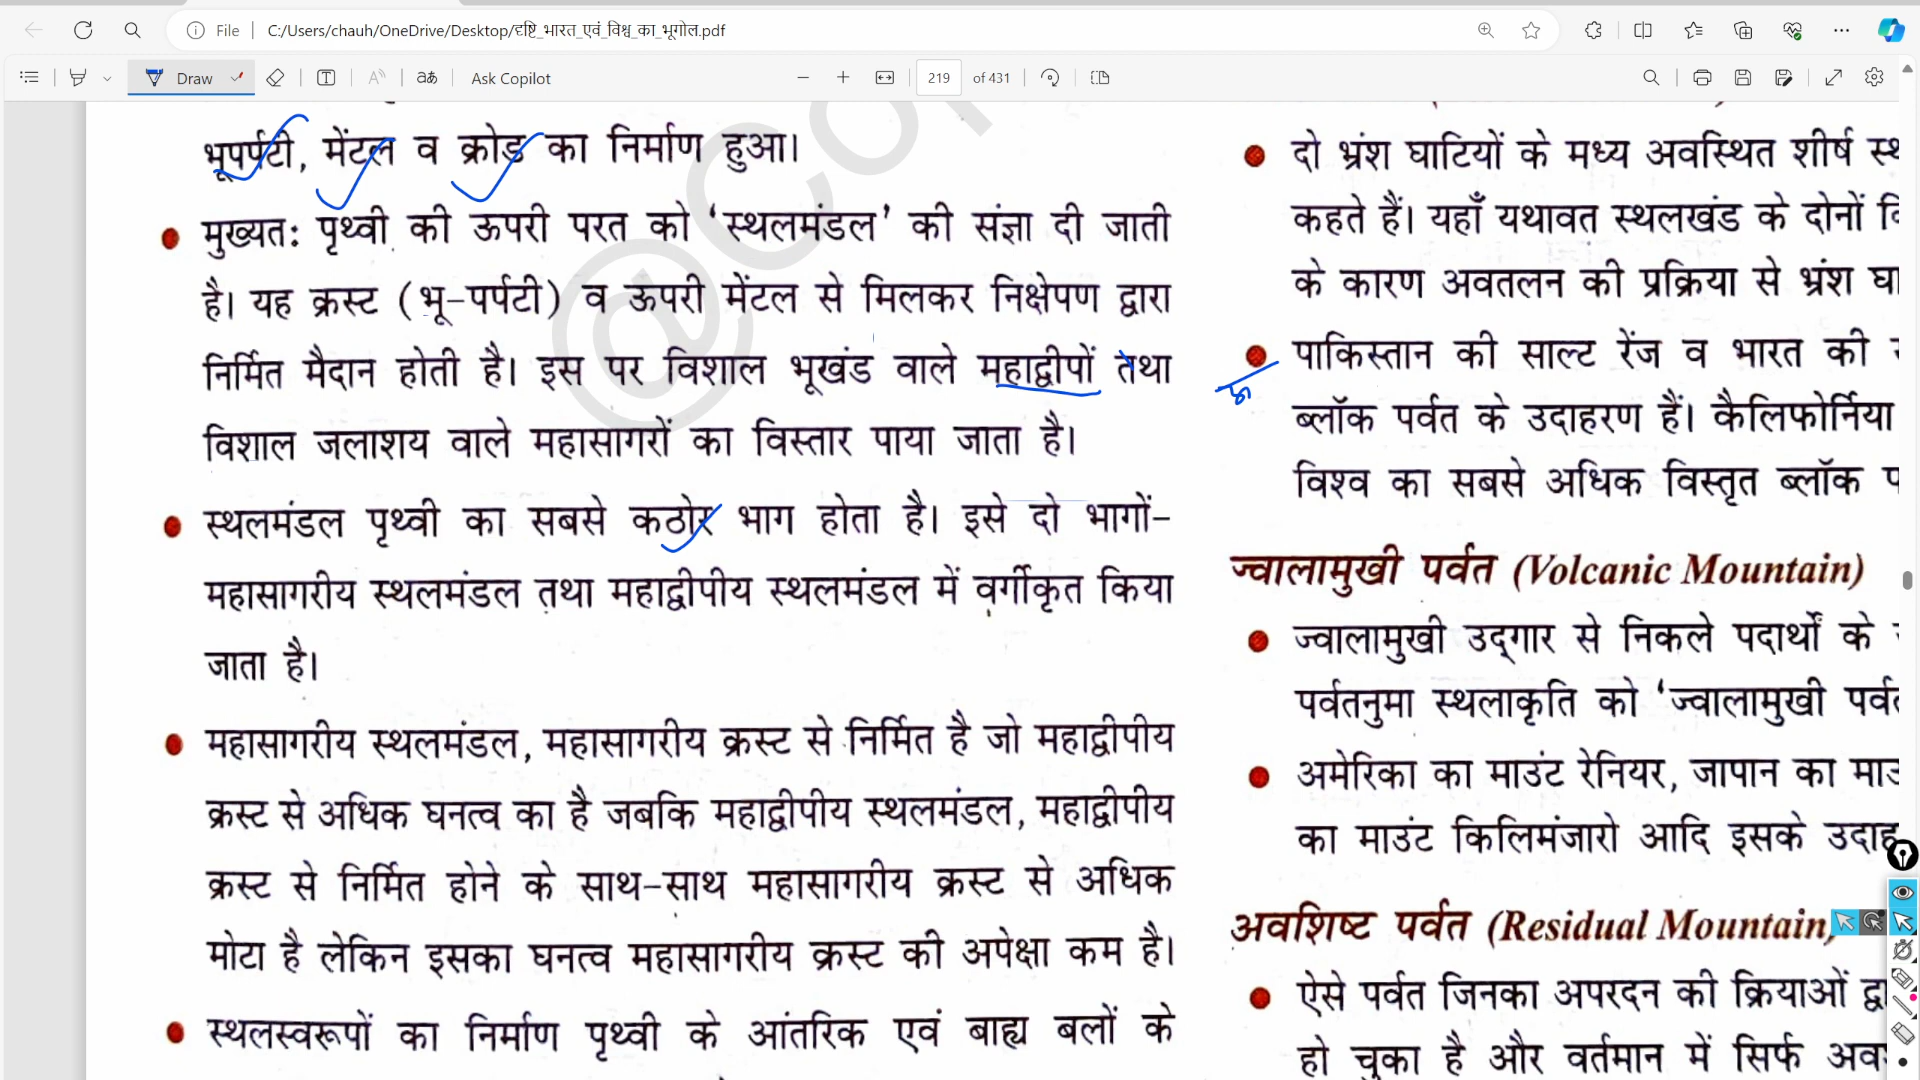 File
C:/Users/chauh/OneDrive/Desktop/दृष्टि_भारत_एवं_विश्व_का_भूगोल.pdf
Draw
Ask Copilot
219 of 431
भूपर्पटी, मेंटल व क्रोड का निर्माण हुआ।
मुख्यतः पृथ्वी की ऊपरी परत को ‘स्थलमंडल’ की संज्ञा दी जाती
है। यह क्रस्ट (भू-पर्पटी) व ऊपरी मेंटल से मिलकर निक्षेपण द्वारा
निर्मित मैदान होती है। इस पर विशाल भूखंड वाले महाद्वीपों तथा
विशाल जलाशय वाले महासागरों का विस्तार पाया जाता है।
स्थलमंडल पृथ्वी का सबसे कठोर भाग होता है। इसे दो भागों-
महासागरीय स्थलमंडल तथा महाद्वीपीय स्थलमंडल में वर्गीकृत किया
जाता है।
महासागरीय स्थलमंडल, महासागरीय क्रस्ट से निर्मित है जो महाद्वीपीय
क्रस्ट से अधिक घनत्व का है जबकि महाद्वीपीय स्थलमंडल, महाद्वीपीय
क्रस्ट से निर्मित होने के साथ-साथ महासागरीय क्रस्ट से अधिक
मोटा है लेकिन इसका घनत्व महासागरीय क्रस्ट की अपेक्षा कम है।
स्थलस्वरूपों का निर्माण पृथ्वी के आंतरिक एवं बाह्य बलों के
दो भ्रंश घाटियों के मध्य अवस्थित शीर्ष
कहते हैं। यहाँ यथावत स्थलखंड के दोनों
के कारण अवतलन की प्रक्रिया से भ्रंश
पाकिस्तान की साल्ट रेंज व भारत की
ब्लॉक पर्वत के उदाहरण हैं। कैलिफोर्निया
विश्व का सबसे अधिक विस्तृत ब्लॉक
ज्वालामुखी पर्वत (Volcanic Mountain)
ज्वालामुखी उद्‌गार से निकले पदार्थों के
पर्वतनुमा स्थलाकृति को ‘ज्वालामुखी
अमेरिका का माउंट रेनियर, जापान का
का माउंट किलिमंजारो आदि इसके
अवशिष्ट पर्वत (Residual Mountain)
ऐसे पर्वत जिनका अपरदन की क्रियाओं
हो चुका है और वर्तमान में सिर्फ